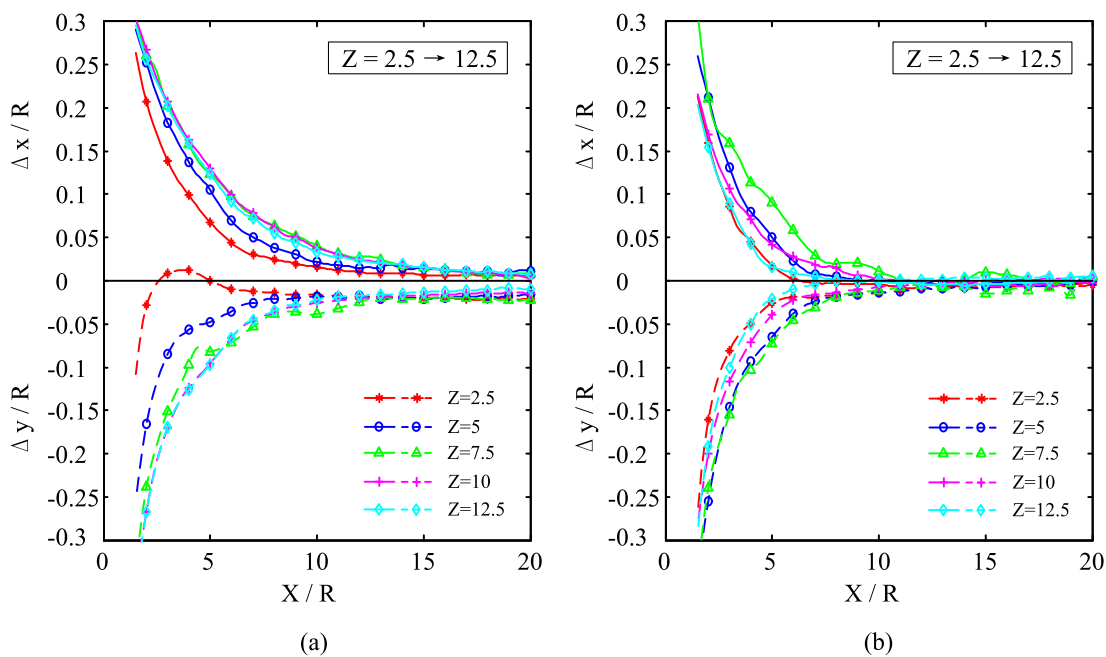 0.3
0.25
0.2
0.15
0.1
0.05
0
-0.05
-0.1
-0.15
-0.2
-0.25
-0.3
Δ x / R
Δ y / R
Z = 2.5 → 12.5
Z=2.5
Z=5
Z=7.5
Z=10
Z=12.5
0 5 10 15 20
X / R
(a)
0.3
0.25
0.2
0.15
0.1
0.05
0
-0.05
-0.1
-0.15
-0.2
-0.25
-0.3
Δ x / R
Δ y / R
Z = 2.5 → 12.5
Z=2.5
Z=5
Z=7.5
Z=10
Z=12.5
0 5 10 15 20
X / R
(b)